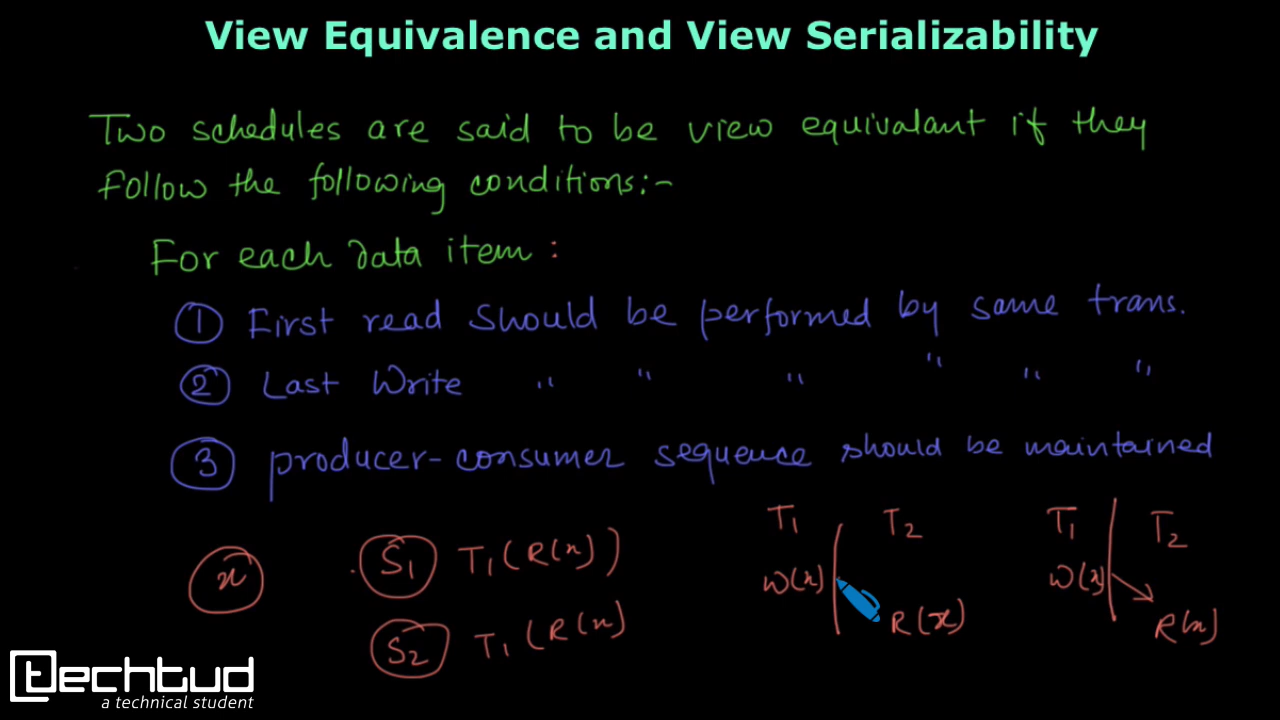 View Equivalence and View Serializability
Two schedules are said to be view equivalant if they
follow the following conditions:-
For each data item :
① First read should be performed by same trans.
② Last Write " " " " " "
③ producer-consumer sequence should be maintained
x
S1 T1(R(x))
S2 T1(R(x)
T1 T2
W(x)
R(x)
T1 T2
W(x)
R(x)
techtud
a technical student